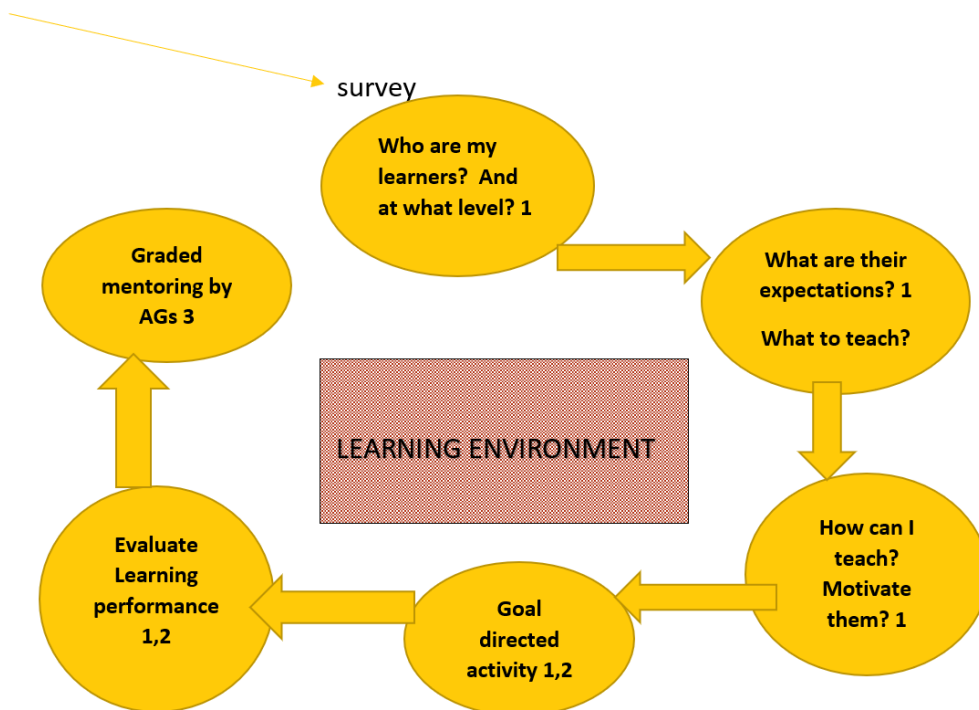 survey
Who are my
learners? And
at what level? 1
What are their
expectations? 1
What to teach?
How can I
teach?
Motivate
them? 1
Goal
directed
activity 1,2
Evaluate
Learning
performance
1,2
Graded
mentoring by
AGs 3
LEARNING ENVIRONMENT